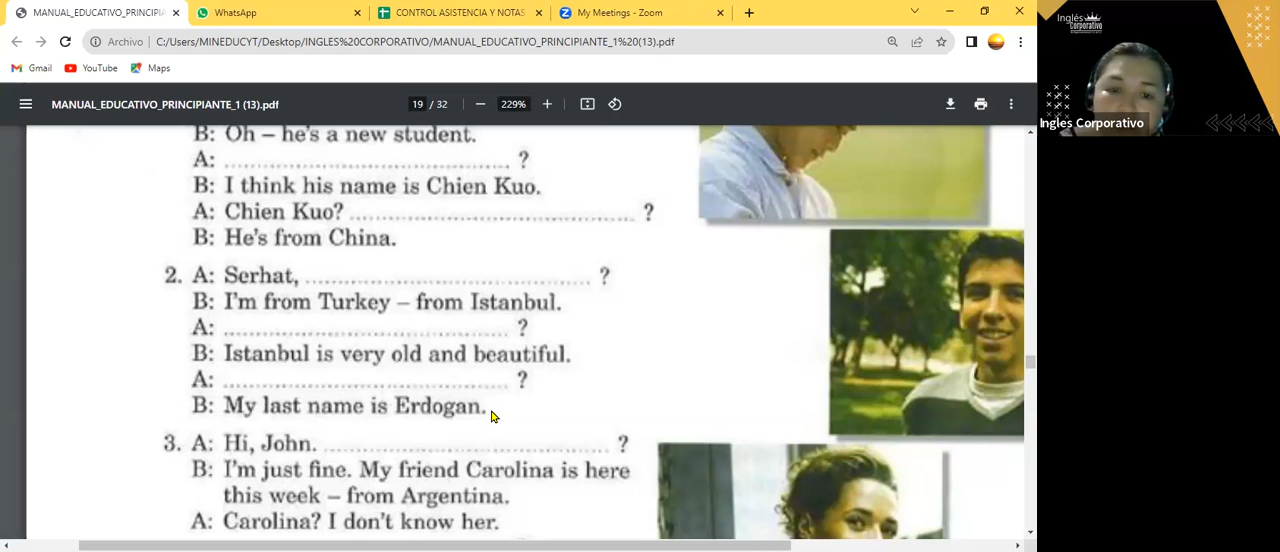 MANUAL_EDUCATIVO_PRINCIPIA
WhatsApp
CONTROL ASISTENCIA Y NOTAS
My Meetings - Zoom
Archivo
C:/Users/MINEDUCYT/Desktop/INGLES%20CORPORATIVO/MANUAL_EDUCATIVO_PRINCIPIANTE_1%20(13).pdf
Gmail
YouTube
Maps
MANUAL_EDUCATIVO_PRINCIPIANTE_1 (13).pdf
19 / 32
229%
B: Oh – he's a new student.
A: ........................................ ?
B: I think his name is Chien Kuo.
A: Chien Kuo? ........................................ ?
B: He's from China.
2. A: Serhat, ........................................ ?
B: I'm from Turkey – from Istanbul.
A: ........................................ ?
B: Istanbul is very old and beautiful.
A: ........................................ ?
B: My last name is Erdogan.
3. A: Hi, John. ........................................ ?
B: I'm just fine. My friend Carolina is here
this week – from Argentina.
A: Carolina? I don't know her.
Inglés
Corporativo
Ingles Corporativo